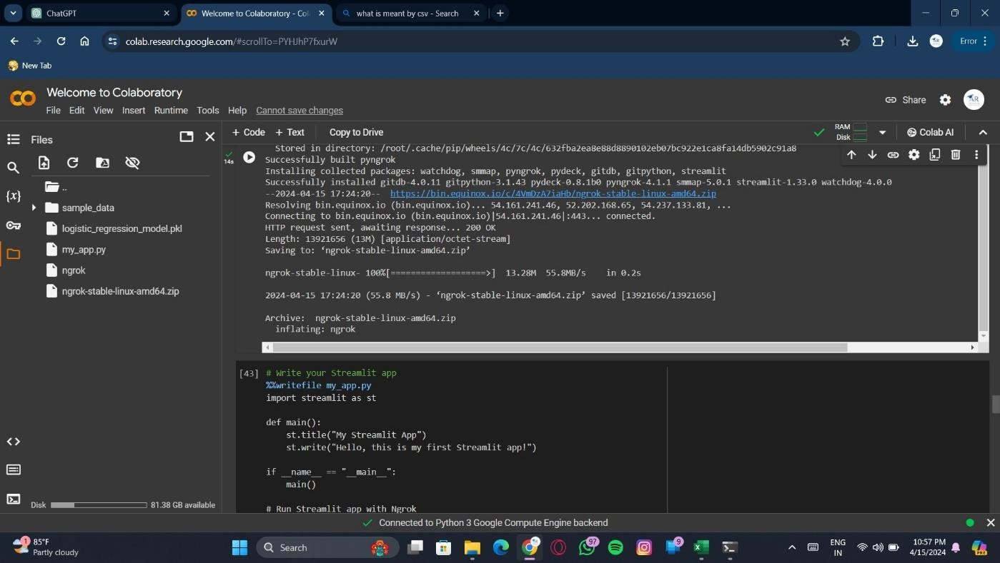 ChatGPT
Welcome to Colaboratory - Col
what is meant by csv - Search
colab.research.google.com/#scrollTo=PYHJhP7fxurW
Error
New Tab
Welcome to Colaboratory
File Edit View Insert Runtime Tools Help Cannot save changes
Share
AR
Files
+ Code + Text Copy to Drive
RAM
Disk
Colab AI
..
sample_data
logistic_regression_model.pkl
my_app.py
ngrok
ngrok-stable-linux-amd64.zip
{x}
Disk
81.38 GB available
14s
Stored in directory: /root/.cache/pip/wheels/4c/7c/4c/632fba2ea8e88d8890102eb07bc922e1ca8fa14db5902c91a8
Successfully built pyngrok
Installing collected packages: watchdog, smmap, pyngrok, pydeck, gitdb, gitpython, streamlit
Successfully installed gitdb-4.0.11 gitpython-3.1.43 pydeck-0.8.1b0 pyngrok-4.1.1 smmap-5.0.1 streamlit-1.33.0 watchdog-4.0.0
--2024-04-15 17:24:20-- https://bin.equinox.io/c/4VmDzA7iaHb/ngrok-stable-linux-amd64.zip
Resolving bin.equinox.io (bin.equinox.io)... 54.161.241.46, 52.202.168.65, 54.237.133.81, ...
Connecting to bin.equinox.io (bin.equinox.io)|54.161.241.46|:443... connected.
HTTP request sent, awaiting response... 200 OK
Length: 13921656 (13M) [application/octet-stream]
Saving to: ‘ngrok-stable-linux-amd64.zip’
ngrok-stable-linux- 100%[===================>] 13.28M 55.8MB/s in 0.2s
2024-04-15 17:24:20 (55.8 MB/s) - ‘ngrok-stable-linux-amd64.zip’ saved [13921656/13921656]
Archive: ngrok-stable-linux-amd64.zip
inflating: ngrok
[43] # Write your Streamlit app
%%writefile my_app.py
import streamlit as st
def main():
st.title("My Streamlit App")
st.write("Hello, this is my first Streamlit app!")
if __name__ == "__main__":
main()
# Run Streamlit app with Ngrok
Connected to Python 3 Google Compute Engine backend
1
85°F
Partly cloudy
Search
97
9
ENG
IN
10:57 PM
4/15/2024
PRE